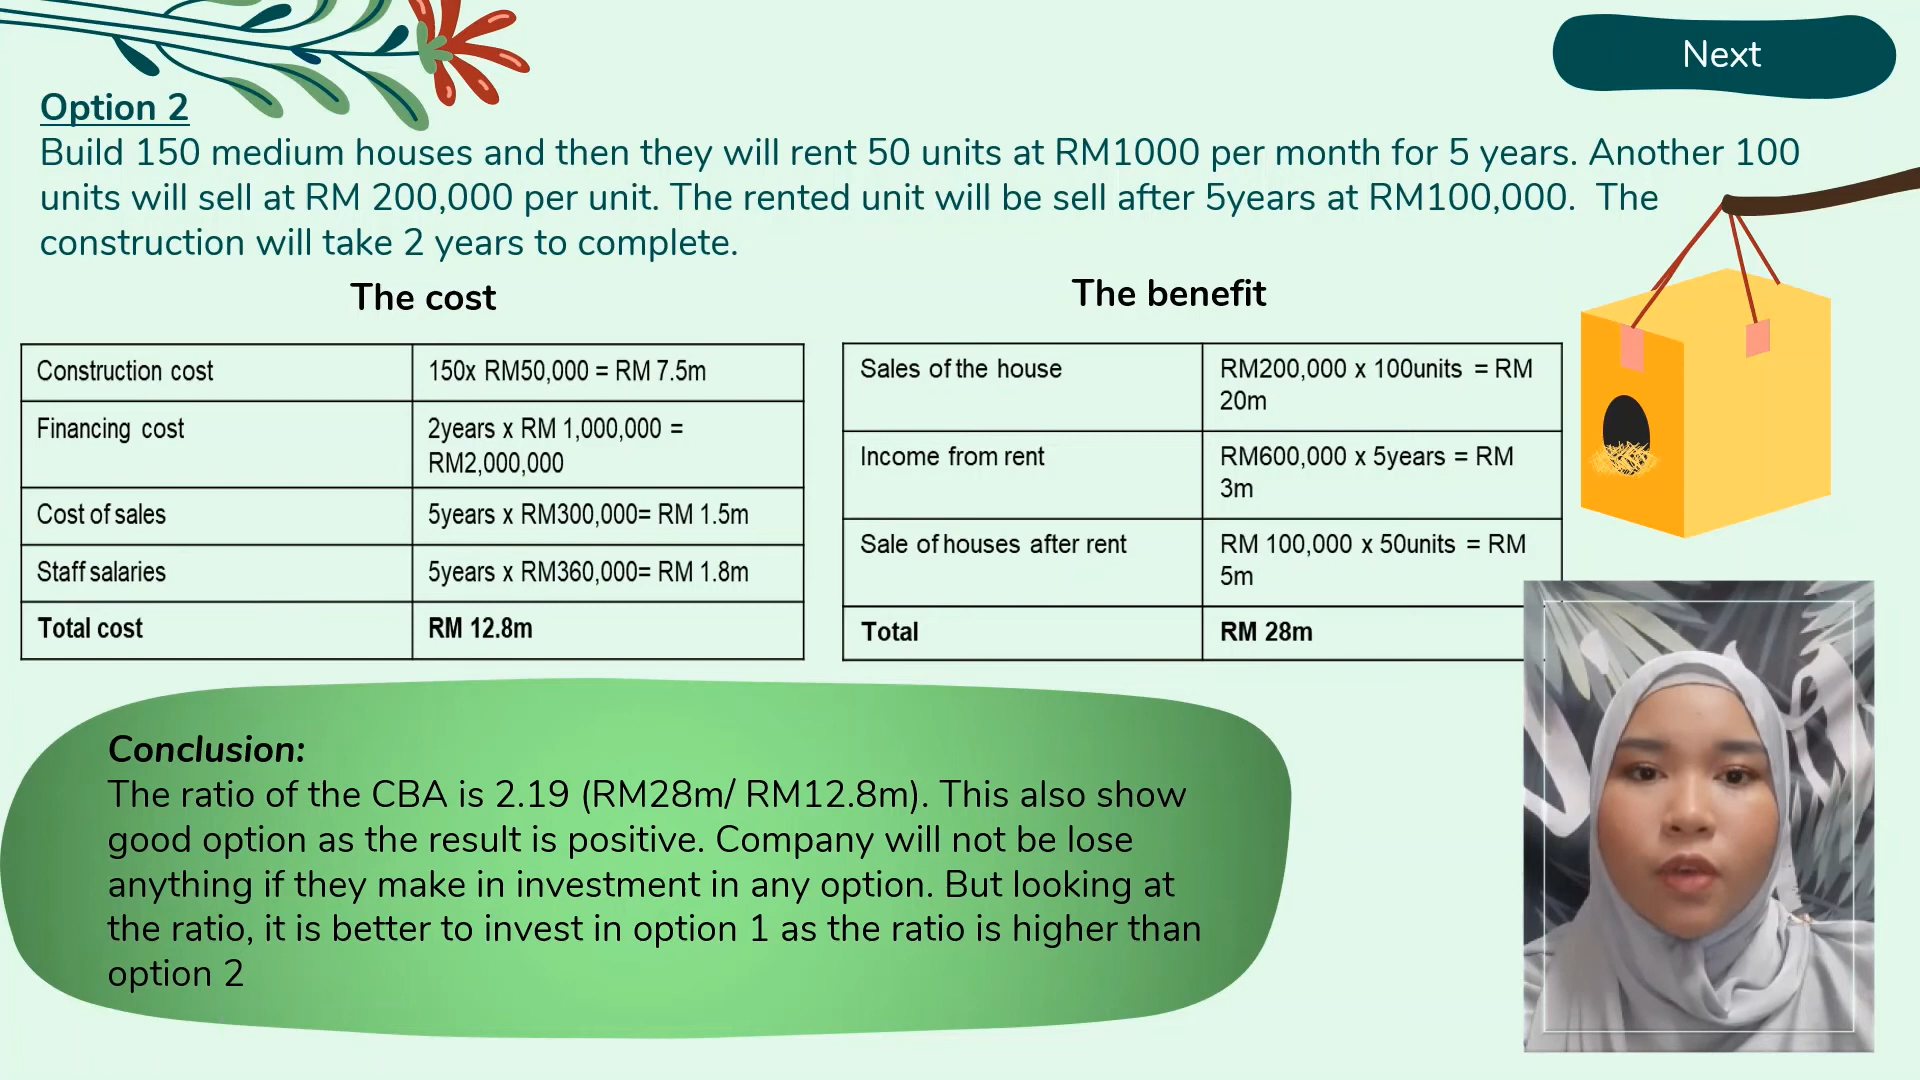 Next
Option 2
Build 150 medium houses and then they will rent 50 units at RM1000 per month for 5 years. Another 100
units will sell at RM 200,000 per unit. The rented unit will be sell after 5years at RM100,000. The
construction will take 2 years to complete.
The cost
Construction cost 150x RM50,000 = RM 7.5m
Financing cost 2years x RM 1,000,000 =
RM2,000,000
Cost of sales 5years x RM300,000= RM 1.5m
Staff salaries 5years x RM360,000= RM 1.8m
Total cost RM 12.8m
The benefit
Sales of the house RM200,000 x 100units = RM
20m
Income from rent RM600,000 x 5years = RM
3m
Sale of houses after rent RM 100,000 x 50units = RM
5m
Total RM 28m
Conclusion:
The ratio of the CBA is 2.19 (RM28m/ RM12.8m). This also show
good option as the result is positive. Company will not be lose
anything if they make in investment in any option. But looking at
the ratio, it is better to invest in option 1 as the ratio is higher than
option 2